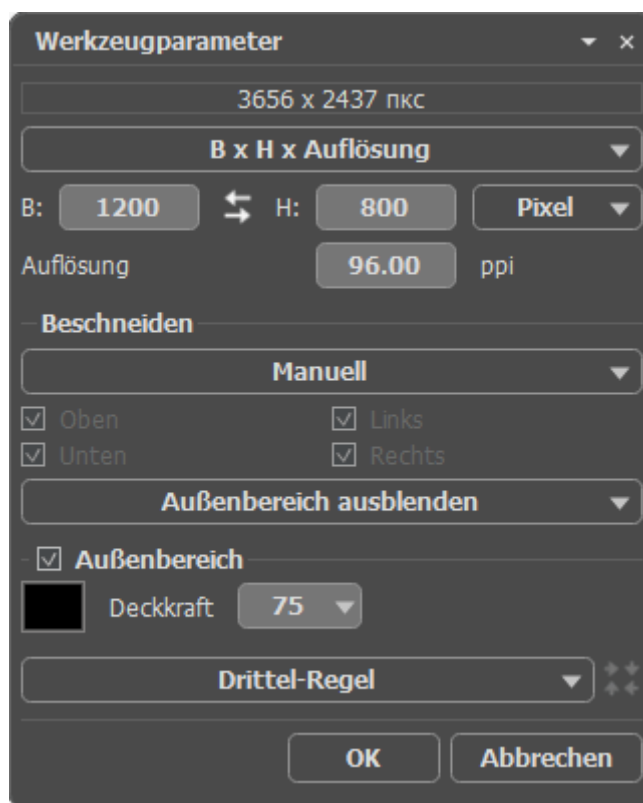 Werkzeugparameter
3656 x 2437 пкс
B x H x Auflösung
B: 1200 H: 800 Pixel
Auflösung 96.00 ppi
Beschneiden
Manuell
Oben Links
Unten Rechts
Außenbereich ausblenden
Außenbereich
Deckkraft 75
Drittel-Regel
OK Abbrechen